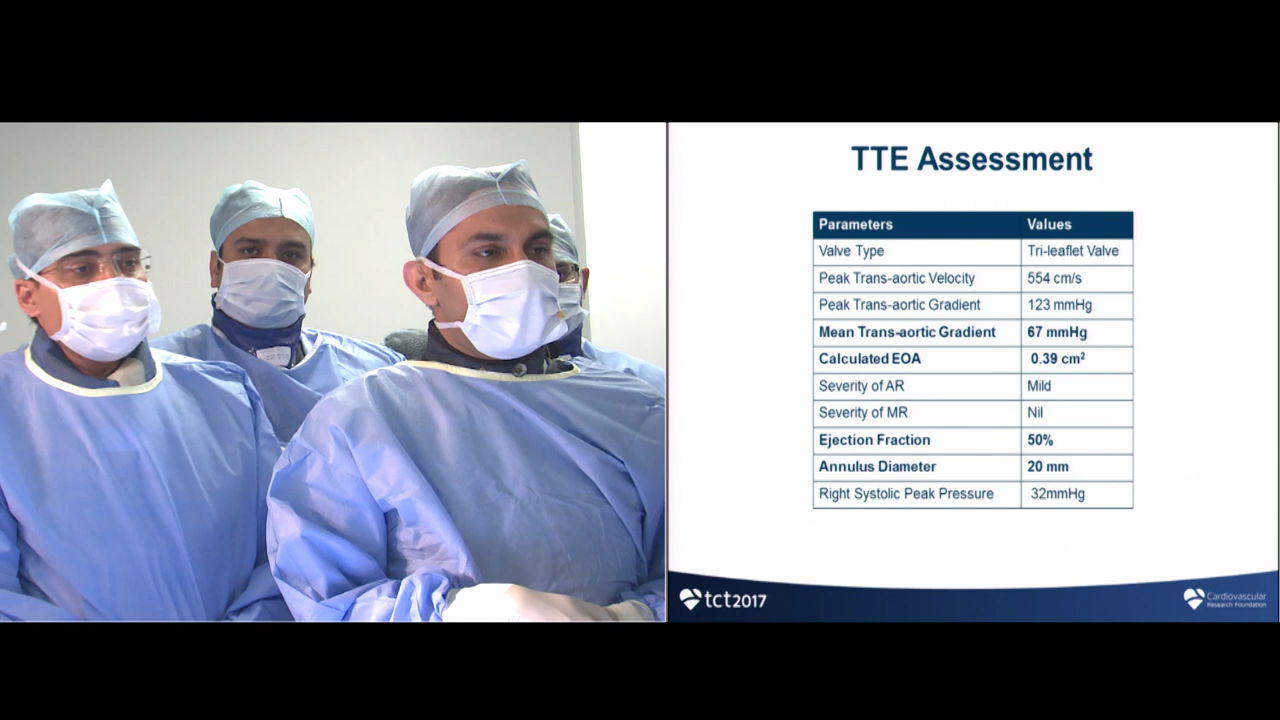 TTE Assessment
Parameters Values
Valve Type Tri-leaflet Valve
Peak Trans-aortic Velocity 554 cm/s
Peak Trans-aortic Gradient 123 mmHg
Mean Trans-aortic Gradient 67 mmHg
Calculated EOA 0.39 cm²
Severity of AR Mild
Severity of MR Nil
Ejection Fraction 50%
Annulus Diameter 20 mm
Right Systolic Peak Pressure 32mmHg
tct2017
Cardiovascular
Research Foundation